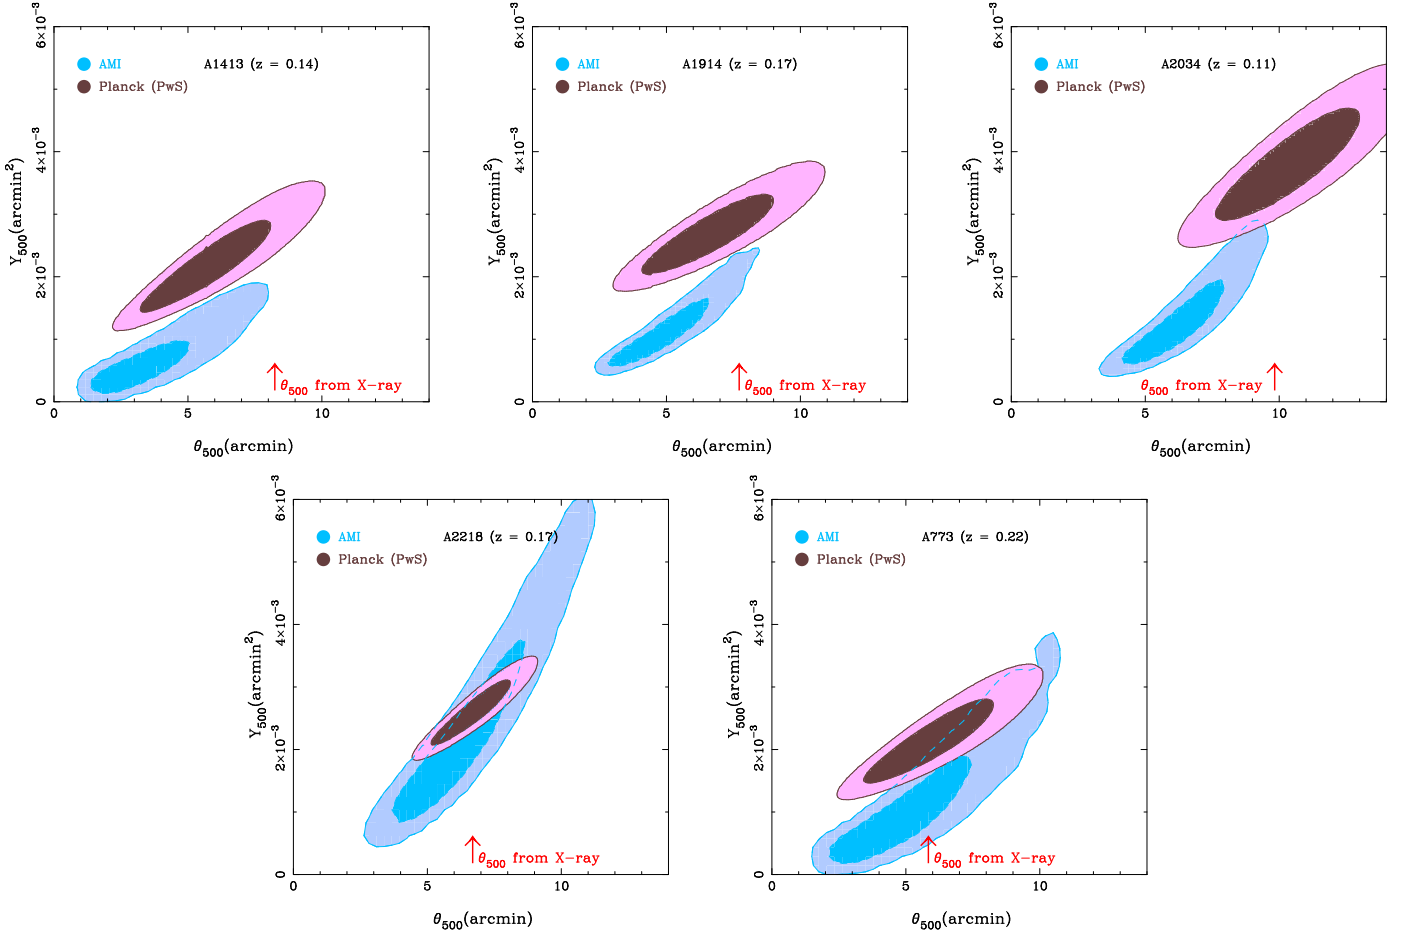 AMI
A1413 (z = 0.14)
Planck (PwS)
Y500(arcmin²)
6×10⁻³
4×10⁻³
2×10⁻³
0
θ500 from X-ray
0 5 10
θ500(arcmin)
AMI
A1914 (z = 0.17)
Planck (PwS)
Y500(arcmin²)
6×10⁻³
4×10⁻³
2×10⁻³
0
θ500 from X-ray
0 5 10
θ500(arcmin)
AMI
A2034 (z = 0.11)
Planck (PwS)
Y500(arcmin²)
6×10⁻³
4×10⁻³
2×10⁻³
0
θ500 from X-ray
0 5 10
θ500(arcmin)
AMI
A2218 (z = 0.17)
Planck (PwS)
Y500(arcmin²)
6×10⁻³
4×10⁻³
2×10⁻³
0
θ500 from X-ray
0 5 10
θ500(arcmin)
AMI
A773 (z = 0.22)
Planck (PwS)
Y500(arcmin²)
6×10⁻³
4×10⁻³
2×10⁻³
0
θ500 from X-ray
0 5 10
θ500(arcmin)